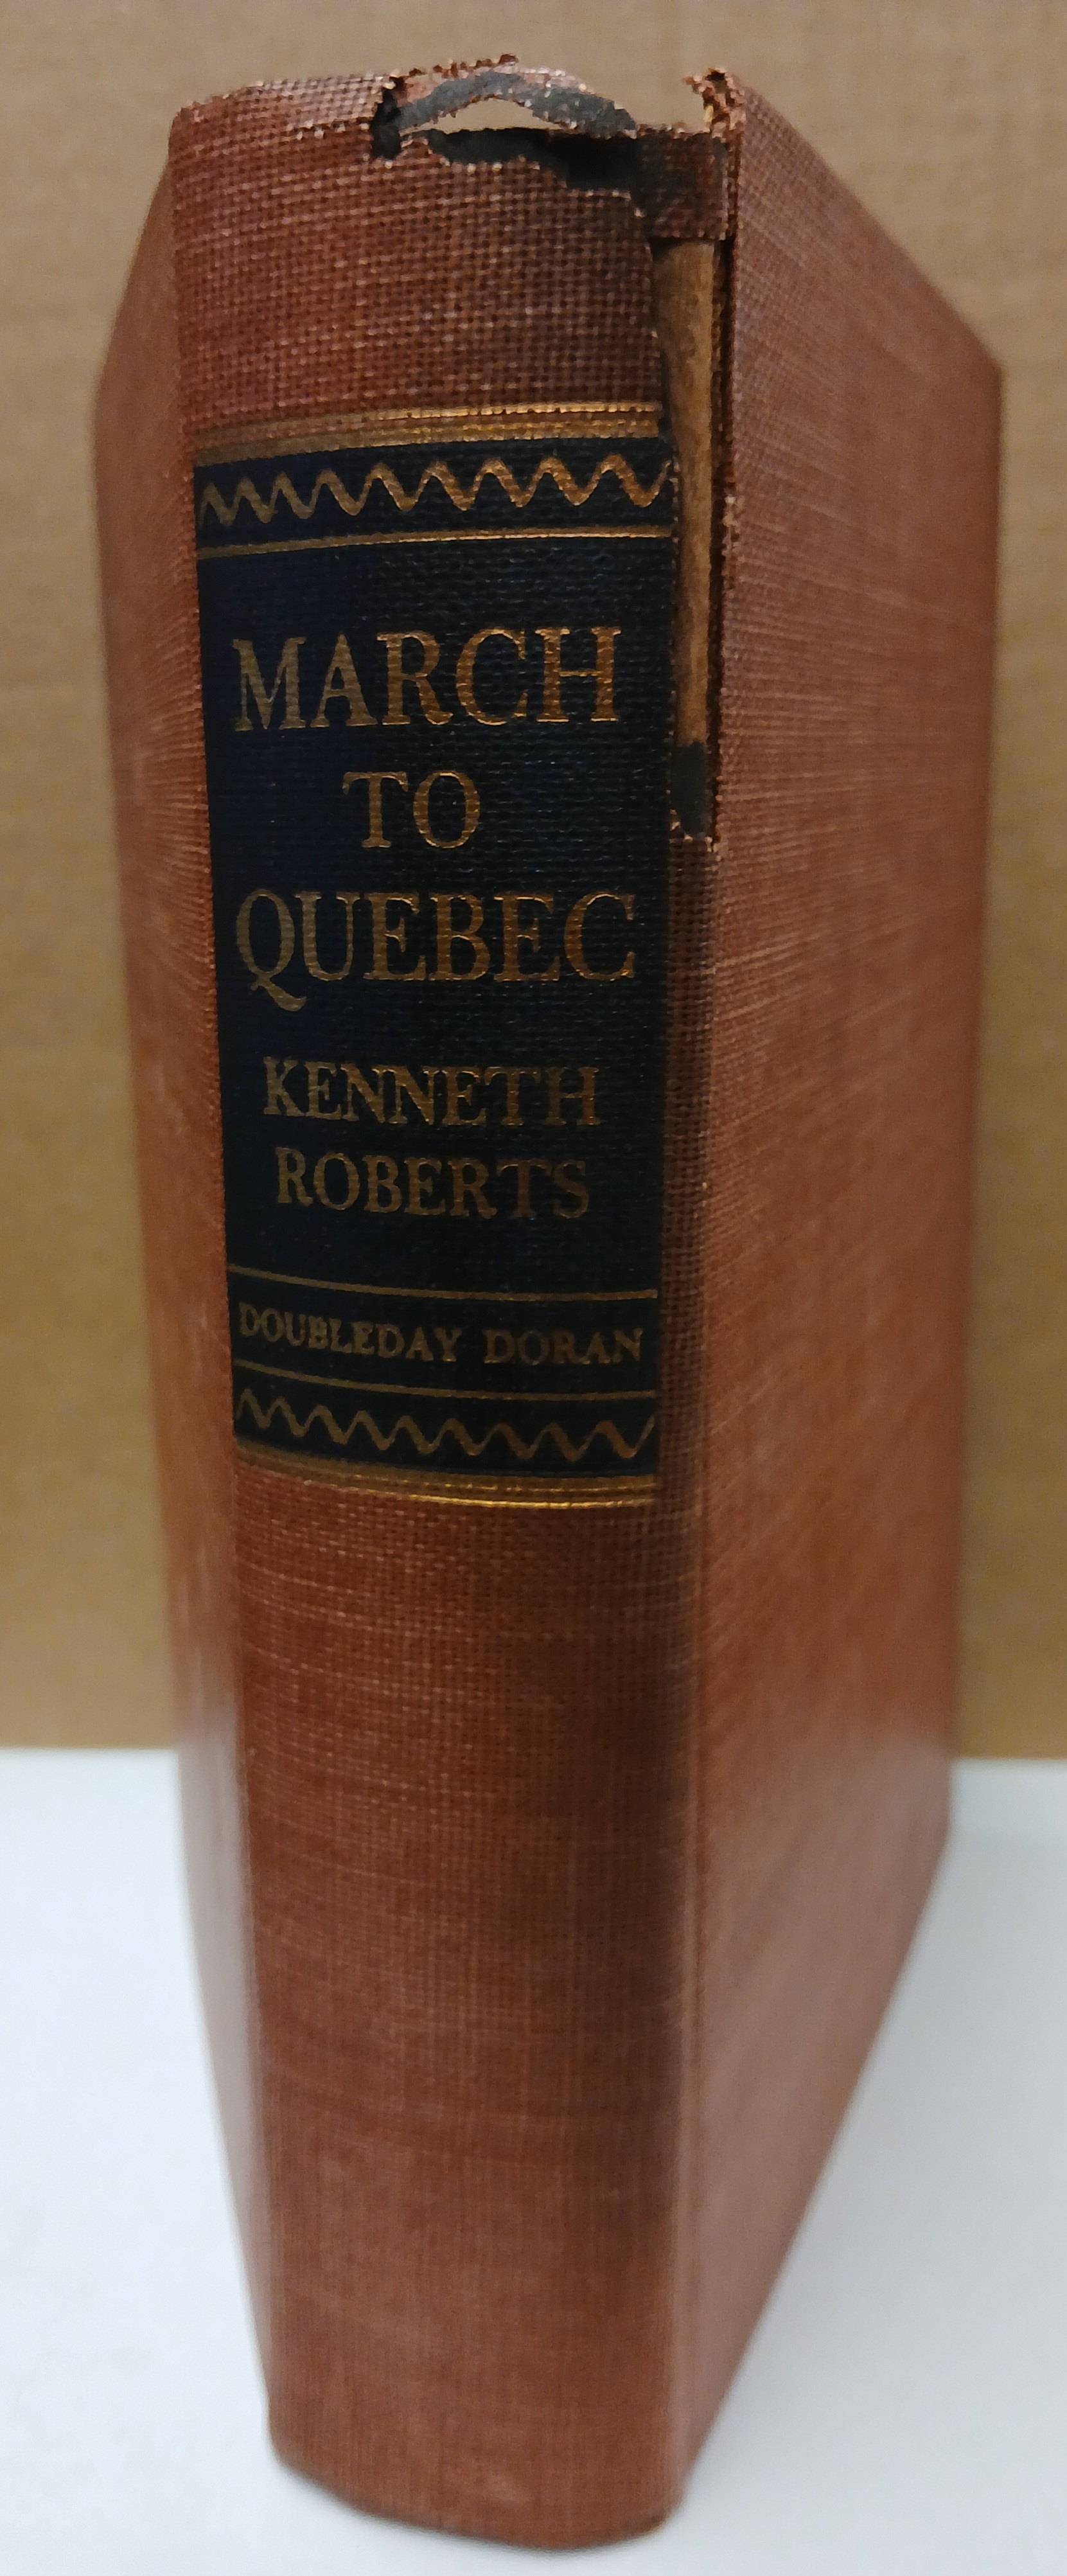 MARCH
TO
QUEBEC
KENNETH
ROBERTS
DOUBLEDAY DORAN